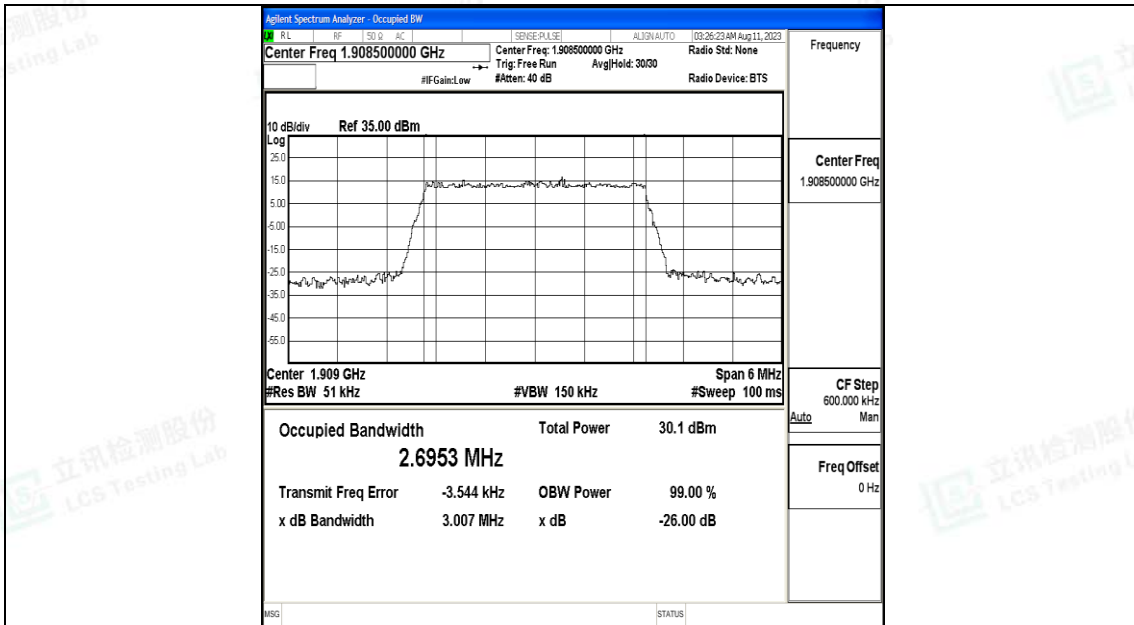 Agilent Spectrum Analyzer - Occupied BW
RL RF 50 Ω AC SENSE:PULSE ALIGN AUTO 03:26:23 AM Aug 11, 2023
Center Freq 1.908500000 GHz
Center Freq: 1.908500000 GHz
Radio Std: None
Trig: Free Run Avg|Hold: 30/30
#IFGain:Low #Atten: 40 dB Radio Device: BTS
Frequency
10 dB/div Ref 35.00 dBm
Log
25.0
15.0
5.00
-5.00
-15.0
-25.0
-35.0
-45.0
-55.0
Center Freq
1.908500000 GHz
Center 1.909 GHz Span 6 MHz
#Res BW 51 kHz #VBW 150 kHz #Sweep 100 ms
CF Step
600.000 kHz
Auto Man
Occupied Bandwidth Total Power 30.1 dBm
2.6953 MHz
Transmit Freq Error -3.544 kHz OBW Power 99.00 %
x dB Bandwidth 3.007 MHz x dB -26.00 dB
Freq Offset
0 Hz
MSG STATUS
立讯检测股份
LCS Testing Lab
立讯检测股份